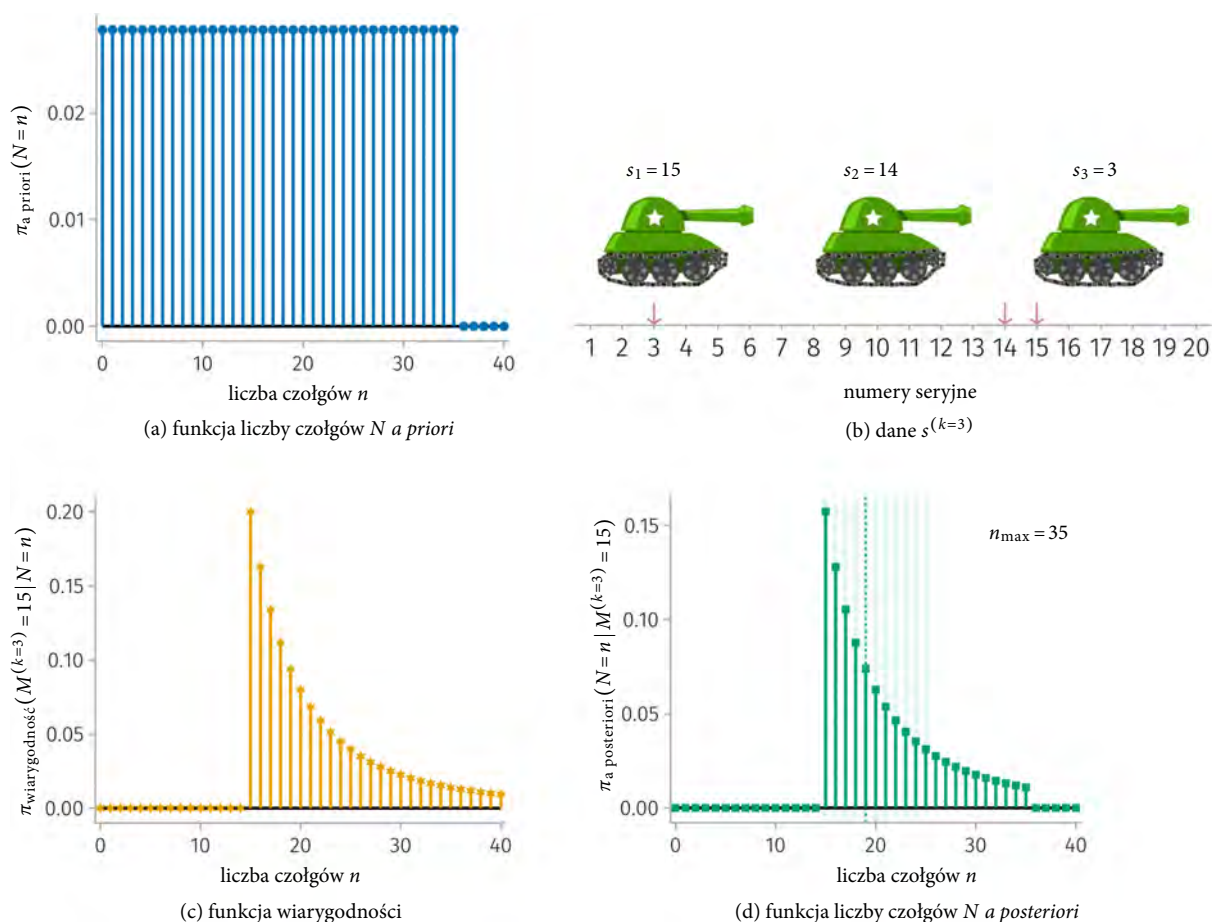 π_a priori(N = n)
0.02
0.01
0.00
0 10 20 30 40
liczba czołgów n
(a) funkcja liczby czołgów N a priori
s₁ = 15 s₂ = 14 s₃ = 3
1 2 3 4 5 6 7 8 9 10 11 12 13 14 15 16 17 18 19 20
numery seryjne
(b) dane s^(k=3)
π_wiarygodność(M^(k=3) = 15 | N = n)
0.20
0.15
0.10
0.05
0.00
0 10 20 30 40
liczba czołgów n
(c) funkcja wiarygodności
π_a posteriori(N = n | M^(k=3) = 15)
n_max = 35
0.15
0.10
0.05
0.00
0 10 20 30 40
liczba czołgów n
(d) funkcja liczby czołgów N a posteriori